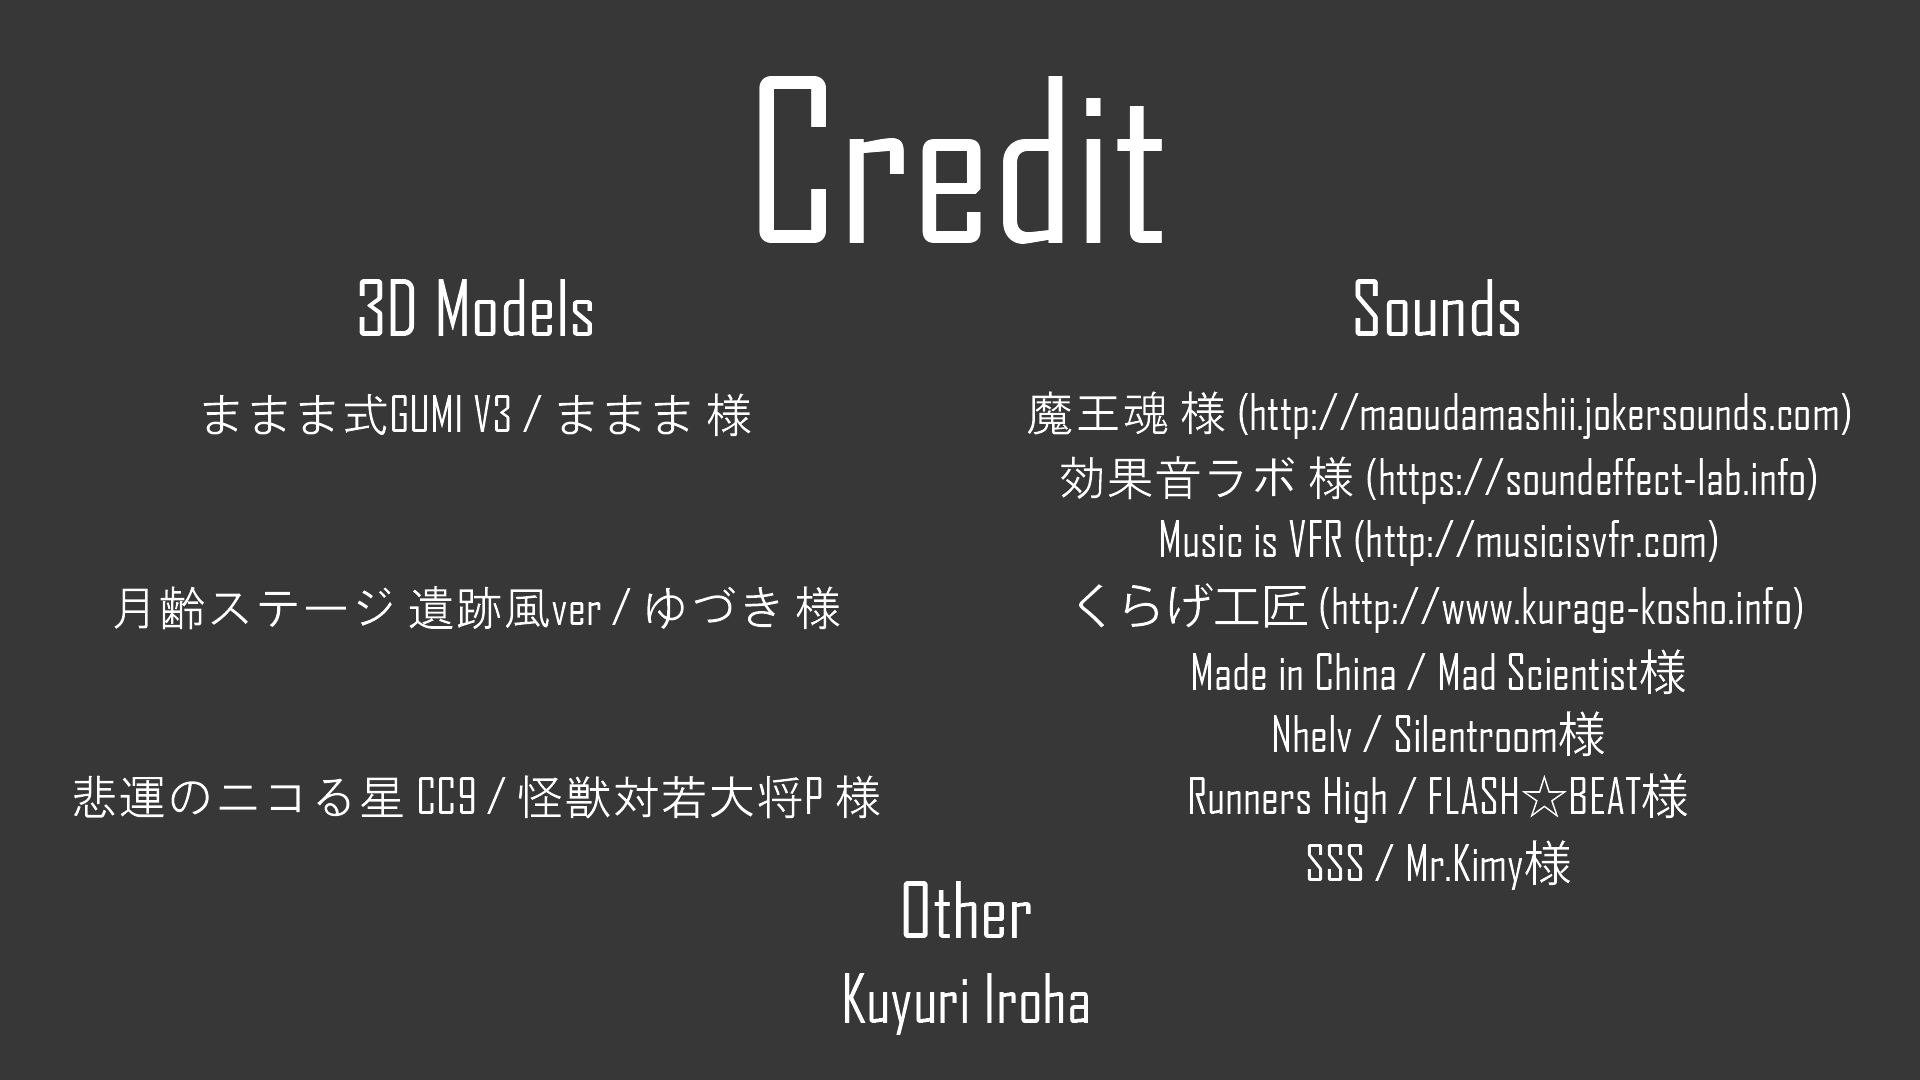 Credit
3D Models
ままま式GUMI V3 / ままま 様
月齢ステージ 遺跡風ver / ゆづき 様
悲運のニコる星 CC9 / 怪獣対若大将P 様
Sounds
魔王魂 様 (http://maoudamashii.jokersounds.com)
効果音ラボ 様 (https://soundeffect-lab.info)
Music is VFR (http://musicisvfr.com)
くらげ工匠 (http://www.kurage-kosho.info)
Made in China / Mad Scientist様
Nhelv / Silentroom様
Runners High / FLASH☆BEAT様
SSS / Mr.Kimy様
Other
Kuyuri Iroha